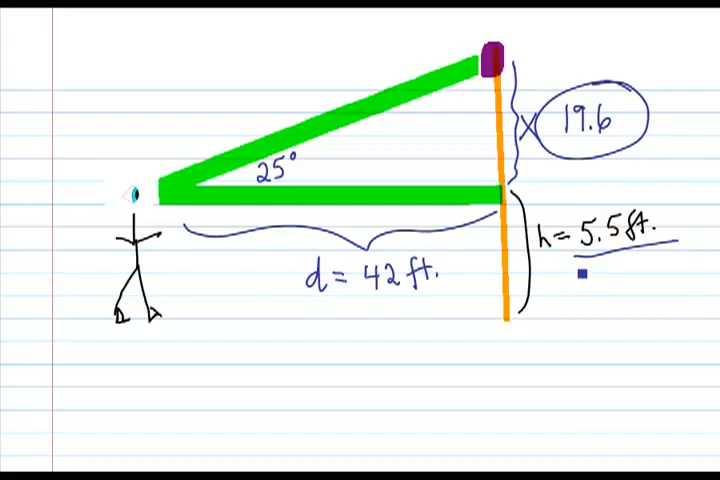 x 19.6
25°
h = 5.5 ft.
d = 42 ft.